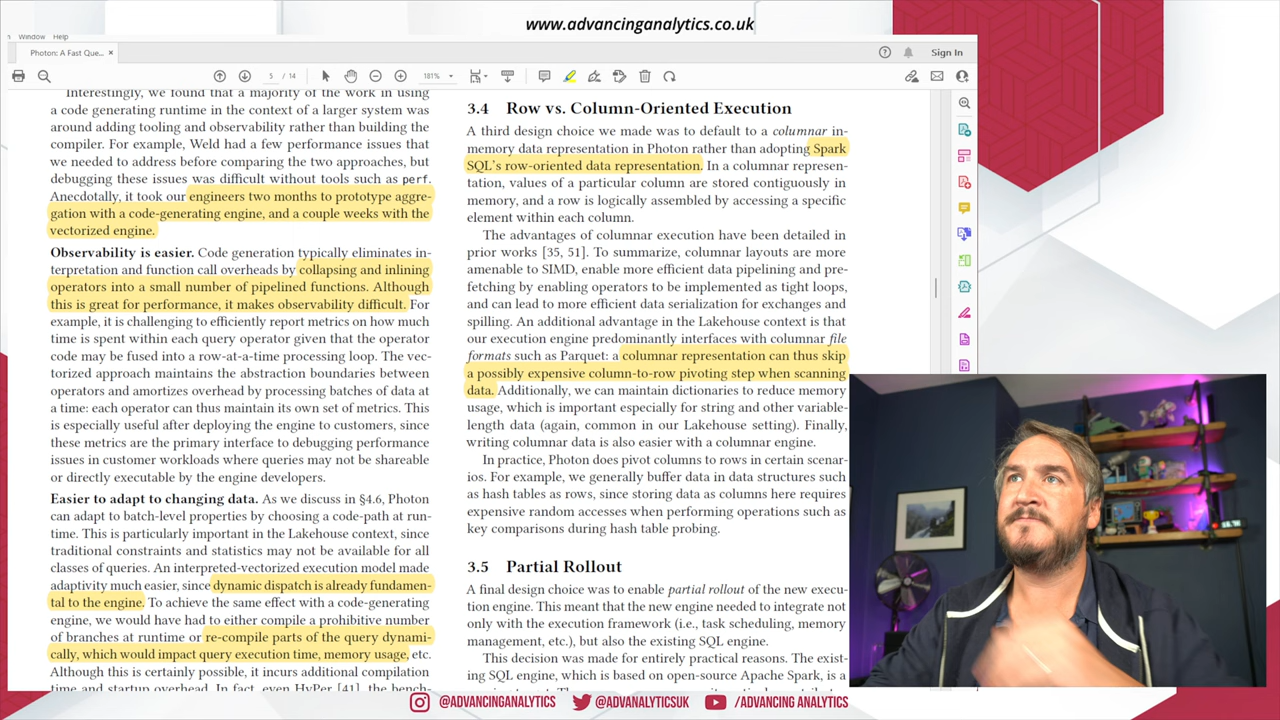 www.advancinganalytics.co.uk
Window Help
Photon: A Fast Que... ×
Sign In
5 / 14
181%
Interestingly, we found that a majority of the work in using
a code generating runtime in the context of a larger system was
around adding tooling and observability rather than building the
compiler. For example, Weld had a few performance issues that
we needed to address before comparing the two approaches, but
debugging these issues was difficult without tools such as perf.
Anecdotally, it took our engineers two months to prototype aggre-
gation with a code-generating engine, and a couple weeks with the
vectorized engine.
Observability is easier. Code generation typically eliminates in-
terpretation and function call overheads by collapsing and inlining
operators into a small number of pipelined functions. Although
this is great for performance, it makes observability difficult. For
example, it is challenging to efficiently report metrics on how much
time is spent within each query operator given that the operator
code may be fused into a row-at-a-time processing loop. The vec-
torized approach maintains the abstraction boundaries between
operators and amortizes overhead by processing batches of data at
a time: each operator can thus maintain its own set of metrics. This
is especially useful after deploying the engine to customers, since
these metrics are the primary interface to debugging performance
issues in customer workloads where queries may not be shareable
or directly executable by the engine developers.
Easier to adapt to changing data. As we discuss in §4.6, Photon
can adapt to batch-level properties by choosing a code-path at run-
time. This is particularly important in the Lakehouse context, since
traditional constraints and statistics may not be available for all
classes of queries. An interpreted-vectorized execution model made
adaptivity much easier, since dynamic dispatch is already fundamen-
tal to the engine. To achieve the same effect with a code-generating
engine, we would have had to either compile a prohibitive number
of branches at runtime or re-compile parts of the query dynami-
cally, which would impact query execution time, memory usage, etc.
Although this is certainly possible, it incurs additional compilation
time and startup overhead. In fact, even HyPer [41], the bench-
3.4 Row vs. Column-Oriented Execution
A third design choice we made was to default to a columnar in-
memory data representation in Photon rather than adopting Spark
SQL's row-oriented data representation. In a columnar represen-
tation, values of a particular column are stored contiguously in
memory, and a row is logically assembled by accessing a specific
element within each column.
The advantages of columnar execution have been detailed in
prior works [35, 51]. To summarize, columnar layouts are more
amenable to SIMD, enable more efficient data pipelining and pre-
fetching by enabling operators to be implemented as tight loops,
and can lead to more efficient data serialization for exchanges and
spilling. An additional advantage in the Lakehouse context is that
our execution engine predominantly interfaces with columnar file
formats such as Parquet: a columnar representation can thus skip
a possibly expensive column-to-row pivoting step when scanning
data. Additionally, we can maintain dictionaries to reduce memory
usage, which is important especially for string and other variable-
length data (again, common in our Lakehouse setting). Finally,
writing columnar data is also easier with a columnar engine.
In practice, Photon does pivot columns to rows in certain scenar-
ios. For example, we generally buffer data in data structures such
as hash tables as rows, since storing data as columns here requires
expensive random accesses when performing operations such as
key comparisons during hash table probing.
3.5 Partial Rollout
A final design choice was to enable partial rollout of the new execu-
tion engine. This meant that the new engine needed to integrate not
only with the execution framework (i.e., task scheduling, memory
management, etc.), but also the existing SQL engine.
This decision was made for entirely practical reasons. The exist-
ing SQL engine, which is based on open-source Apache Spark, is a
@ADVANCINGANALYTICS
@ADVANALYTICSUK
/ADVANCING ANALYTICS